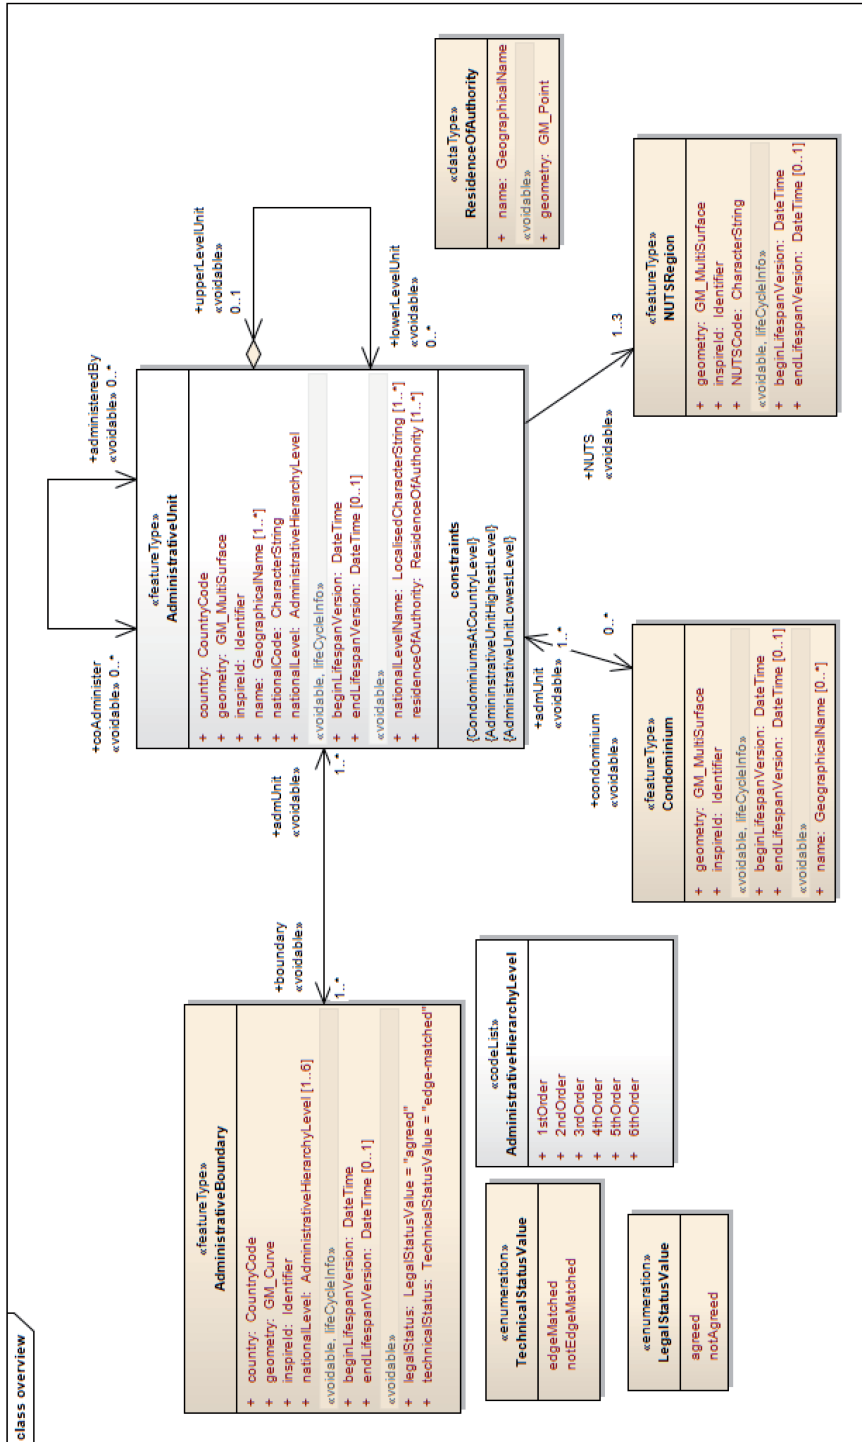 class overview
«featureType»
AdministrativeBoundary
+ country: CountryCode
+ geometry: GM_Curve
+ inspireId: Identifier
+ nationalLevel: AdministrativeHierarchyLevel [1..6]
«voidable, lifeCycleInfo»
+ beginLifespanVersion: DateTime
+ endLifespanVersion: DateTime [0..1]
«voidable»
+ legalStatus: LegalStatusValue = "agreed"
+ technicalStatus: TechnicalStatusValue = "edge-matched"
+boundary
«voidable»
1..*
+admUnit
«voidable»
1..*
+coAdminister
«voidable» 0..*
+administeredBy
«voidable» 0..*
«featureType»
AdministrativeUnit
+ country: CountryCode
+ geometry: GM_MultiSurface
+ inspireId: Identifier
+ name: GeographicalName [1..*]
+ nationalCode: CharacterString
+ nationalLevel: AdministrativeHierarchyLevel
«voidable, lifeCycleInfo»
+ beginLifespanVersion: DateTime
+ endLifespanVersion: DateTime [0..1]
«voidable»
+ nationalLevelName: LocalisedCharacterString [1..*]
+ residenceOfAuthority: ResidenceOfAuthority [1..*]
constraints
{CondominiumsAtCountryLevel}
{AdmininstrativeUnitHighestLevel}
{AdministrativeUnitLowestLevel}
+upperLevelUnit
«voidable»
0..1
+lowerLevelUnit
«voidable»
0..*
«dataType»
ResidenceOfAuthority
+ name: GeographicalName
«voidable»
+ geometry: GM_Point
«enumeration»
TechnicalStatusValue
edgeMatched
notEdgeMatched
«codeList»
AdministrativeHierarchyLevel
+ 1stOrder
+ 2ndOrder
+ 3rdOrder
+ 4thOrder
+ 5thOrder
+ 6thOrder
+admUnit
«voidable» 1..*
+condominium
«voidable»
0..*
+NUTS
«voidable»
1..3
«enumeration»
LegalStatusValue
agreed
notAgreed
«featureType»
Condominium
+ geometry: GM_MultiSurface
+ inspireId: Identifier
«voidable, lifeCycleInfo»
+ beginLifespanVersion: DateTime
+ endLifespanVersion: DateTime [0..1]
«voidable»
+ name: GeographicalName [0..*]
«featureType»
NUTSRegion
+ geometry: GM_MultiSurface
+ inspireId: Identifier
+ NUTSCode: CharacterString
«voidable, lifeCycleInfo»
+ beginLifespanVersion: DateTime
+ endLifespanVersion: DateTime [0..1]